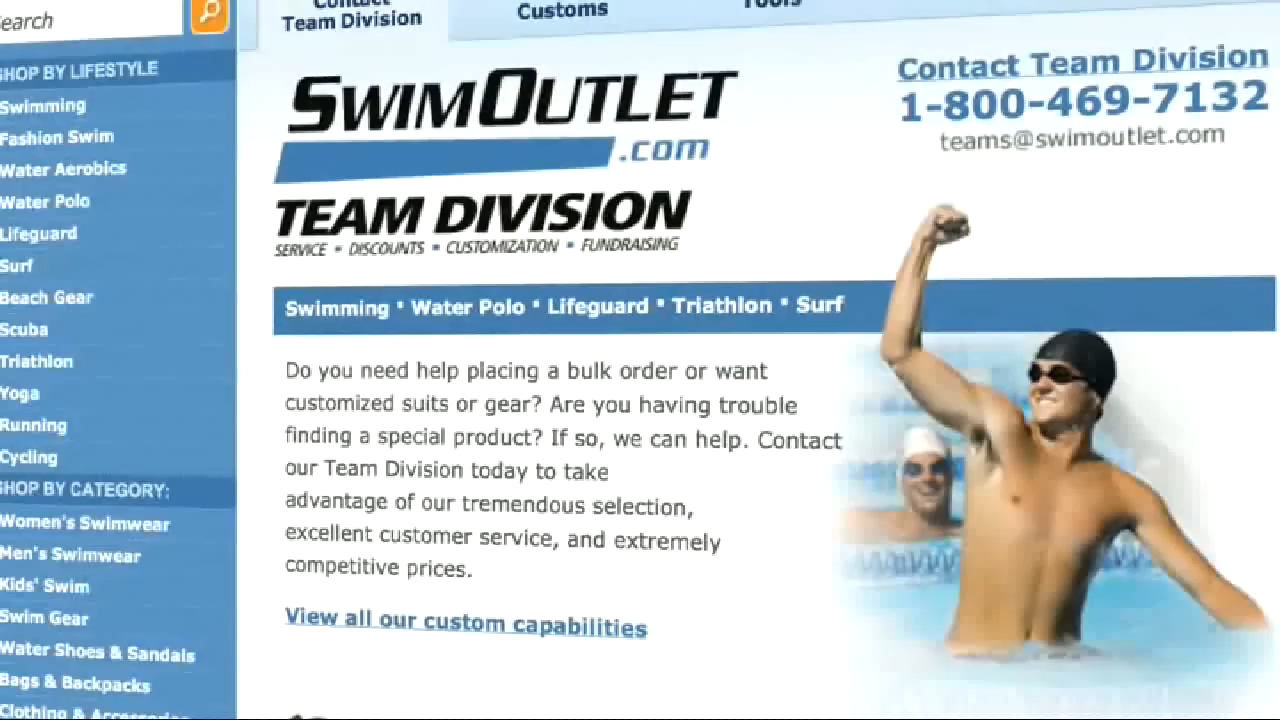 Search
Contact
Team Division
Customs
Tools
SHOP BY LIFESTYLE
Swimming
Fashion Swim
Water Aerobics
Water Polo
Lifeguard
Surf
Beach Gear
Scuba
Triathlon
Yoga
Running
Cycling
SHOP BY CATEGORY:
Women's Swimwear
Men's Swimwear
Kids' Swim
Swim Gear
Water Shoes & Sandals
Bags & Backpacks
Clothing & Accessories
SWIMOUTLET
.com
TEAM DIVISION
SERVICE • DISCOUNTS • CUSTOMIZATION • FUNDRAISING
Contact Team Division
1-800-469-7132
teams@swimoutlet.com
Swimming * Water Polo * Lifeguard * Triathlon * Surf
Do you need help placing a bulk order or want
customized suits or gear? Are you having trouble
finding a special product? If so, we can help. Contact
our Team Division today to take
advantage of our tremendous selection,
excellent customer service, and extremely
competitive prices.
View all our custom capabilities